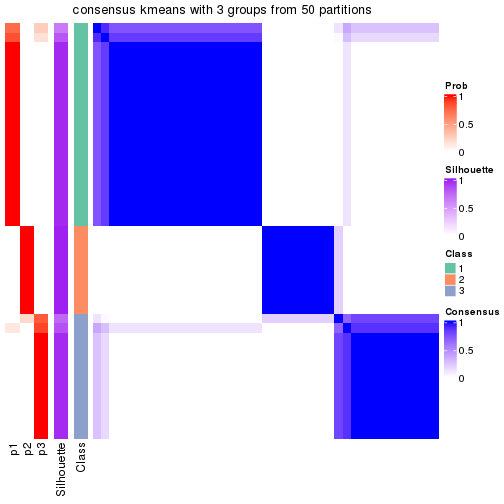 consensus kmeans with 3 groups from 50 partitions
Prob
1
0.5
0
Silhouette
1
0.5
0
Class
1
2
3
Consensus
1
0.5
0
p1
p2
p3
Silhouette
Class